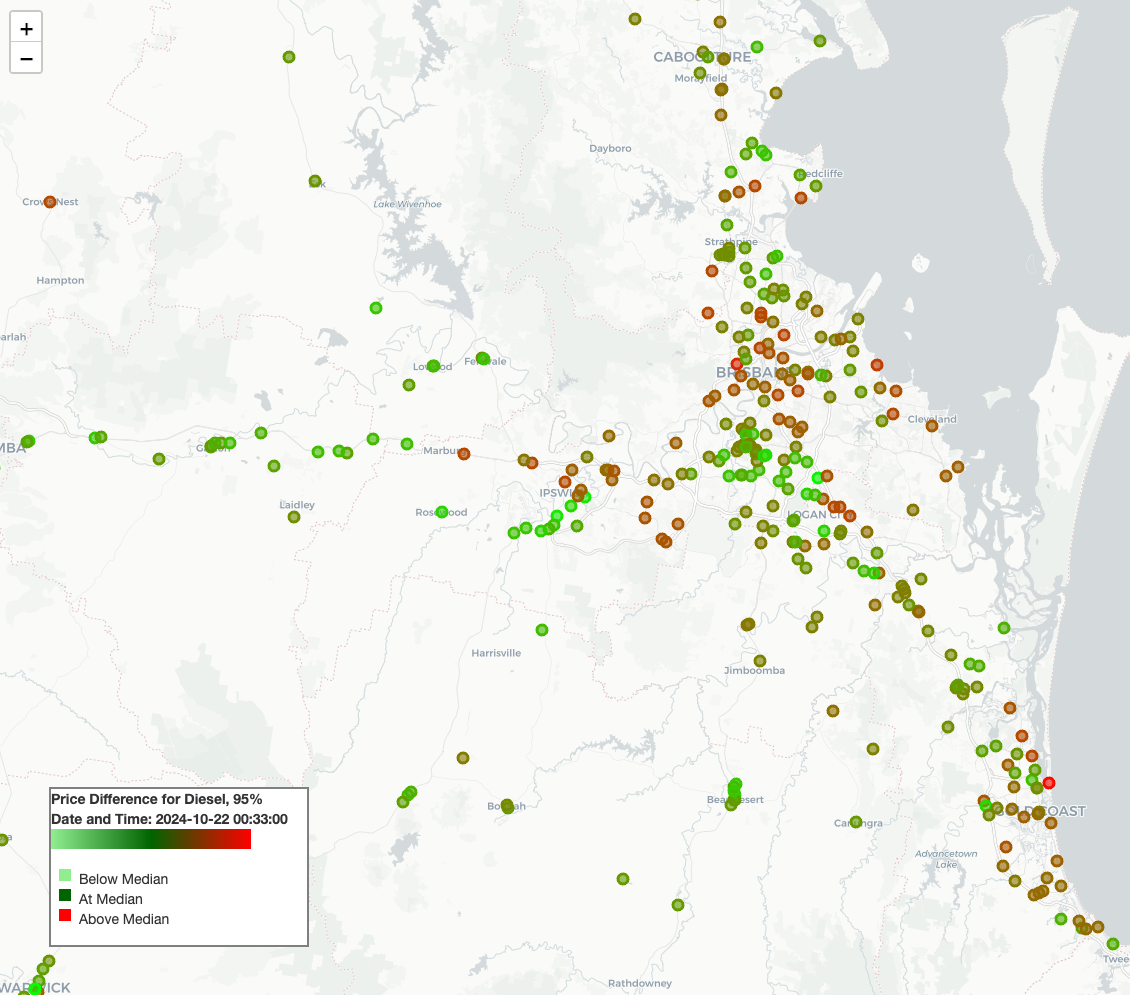 +
−
CABOOLTURE
Morayfield
Dayboro
Redcliffe
Crows Nest
Lake Wivenhoe
Strathpine
Hampton
Lowood
Fernvale
BRISBANE
Cleveland
MBA
Gatton
Marburg
IPSWICH
Laidley
Rosewood
LOGAN CITY
Harrisville
Jimboomba
Price Difference for Diesel, 95%
Date and Time: 2024-10-22 00:33:00
Below Median
At Median
Above Median
Boonah
Beaudesert
GOLD COAST
Canungra
Advancetown
Lake
Twee
Rathdowney
WARWICK